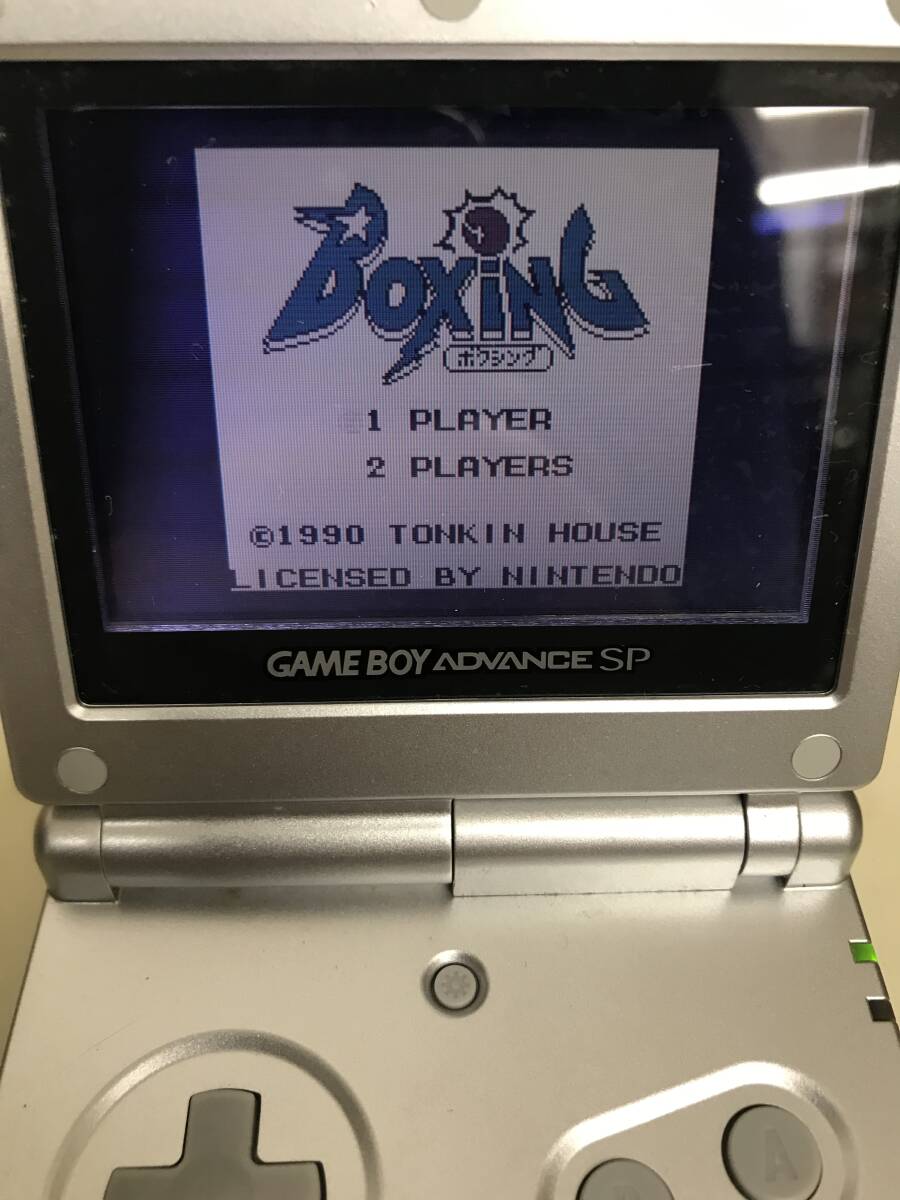 BOXiNG
ボクシング
1 PLAYER
2 PLAYERS
©1990 TONKIN HOUSE
LICENSED BY NINTENDO
GAME BOY ADVANCE SP
A